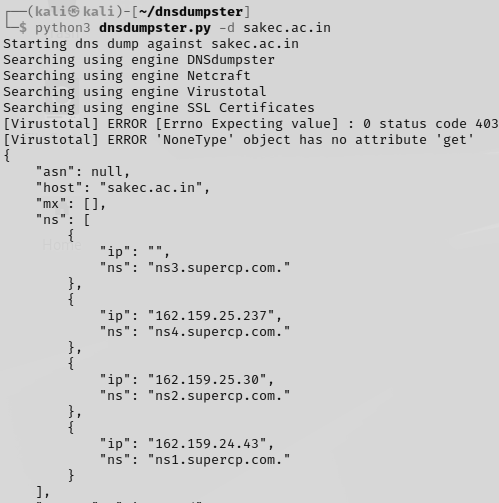 ┌──(kali㉿kali)-[~/dnsdumpster]
└─$ python3 dnsdumpster.py -d sakec.ac.in
Starting dns dump against sakec.ac.in
Searching using engine DNSdumpster
Searching using engine Netcraft
Searching using engine Virustotal
Searching using engine SSL Certificates
[Virustotal] ERROR [Errno Expecting value] : 0 status code 403
[Virustotal] ERROR 'NoneType' object has no attribute 'get'
{
    "asn": null,
    "host": "sakec.ac.in",
    "mx": [],
    "ns": [
        {
            "ip": "",
            "ns": "ns3.supercp.com."
        },
        {
            "ip": "162.159.25.237",
            "ns": "ns4.supercp.com."
        },
        {
            "ip": "162.159.25.30",
            "ns": "ns2.supercp.com."
        },
        {
            "ip": "162.159.24.43",
            "ns": "ns1.supercp.com."
        }
    ],